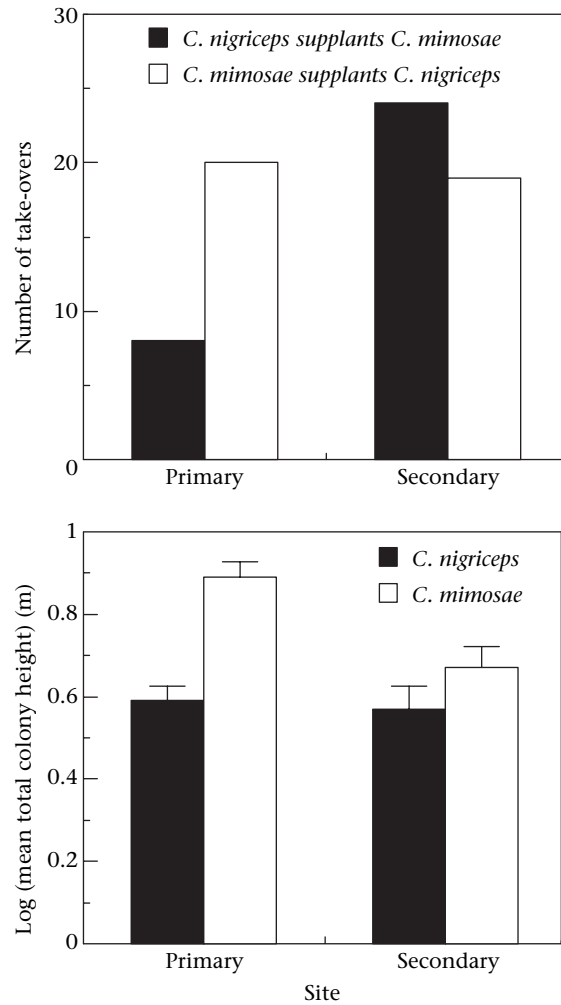 30
C. nigriceps supplants C. mimosae
C. mimosae supplants C. nigriceps
20
10
0
Number of take-overs
Primary
Secondary
1
C. nigriceps
C. mimosae
0.8
0.6
0.4
0.2
0
Log (mean total colony height) (m)
Primary
Secondary
Site